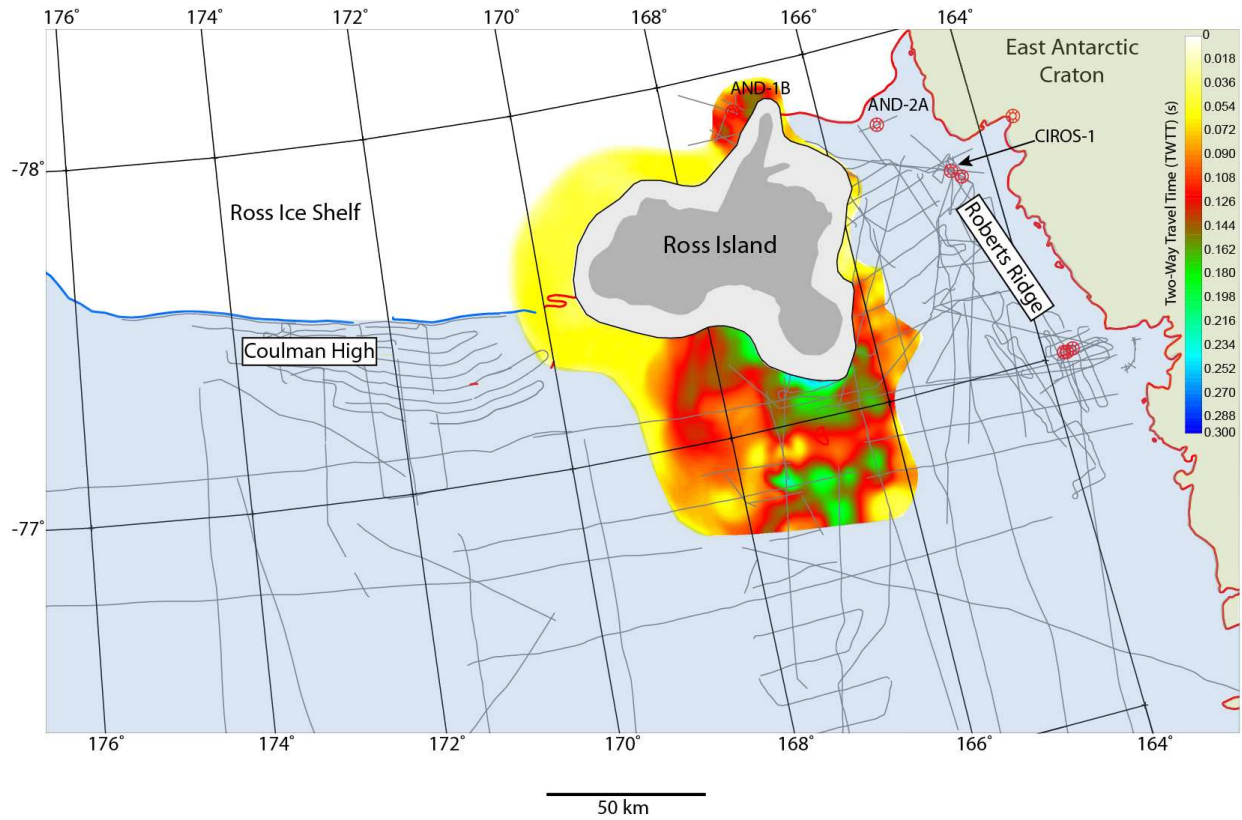 176˚ 174˚ 172˚ 170˚ 168˚ 166˚ 164˚
East Antarctic
Craton
AND-1B
AND-2A
CIROS-1
-78˚
Ross Ice Shelf
Ross Island
Roberts Ridge
Coulman High
-77˚
Two-Way Travel Time (TWTT) (s)
0
0.018
0.036
0.054
0.072
0.090
0.108
0.126
0.144
0.162
0.180
0.198
0.216
0.234
0.252
0.270
0.288
0.300
176˚ 174˚ 172˚ 170˚ 168˚ 166˚ 164˚
50 km